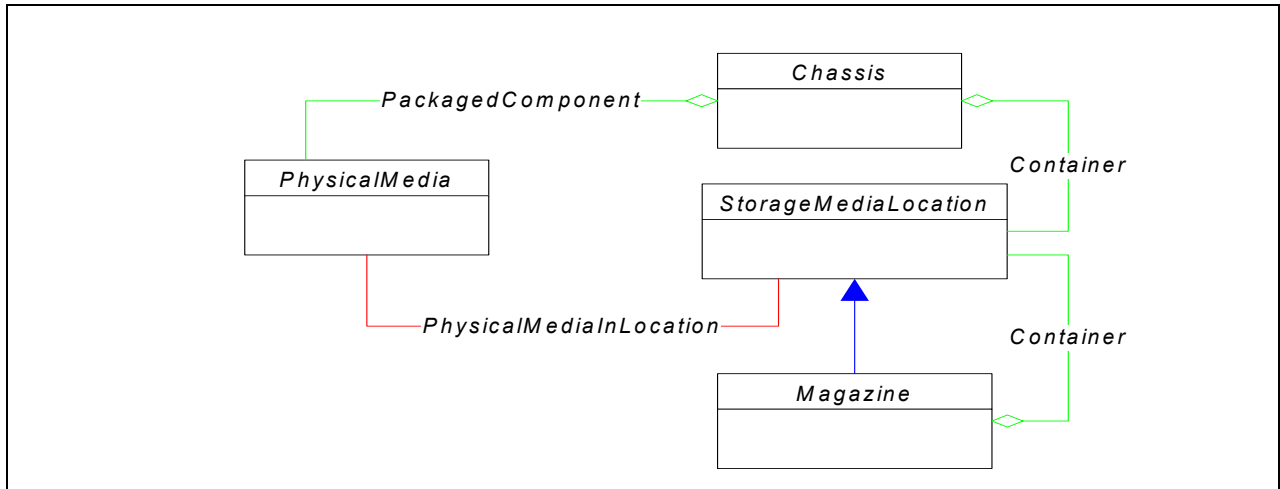 Chassis
PackagedComponent
Container
PhysicalMedia
StorageMediaLocation
PhysicalMediaInLocation
Container
Magazine